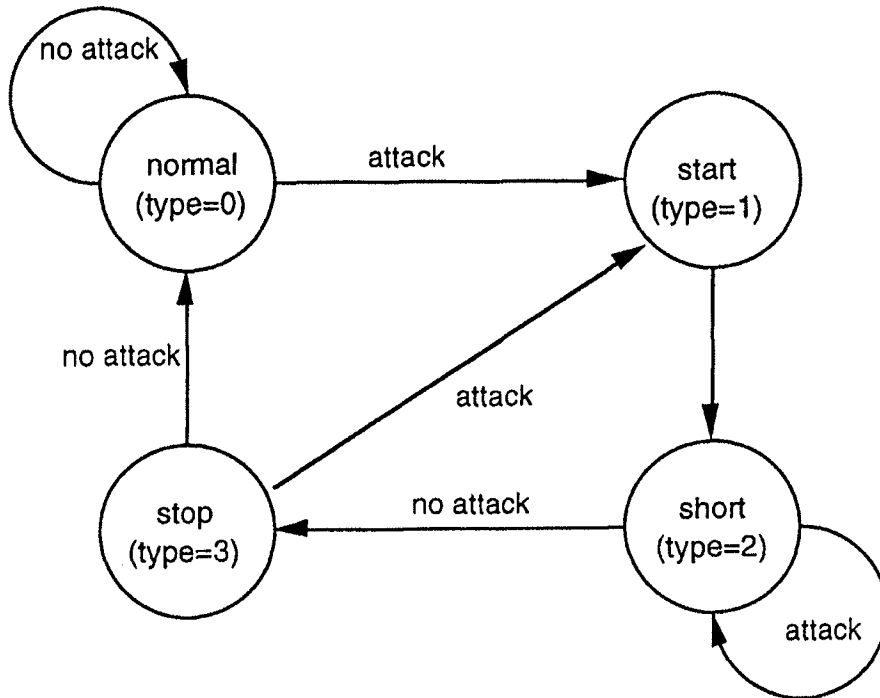 no attack
normal
(type=0)
attack
start
(type=1)
no attack
attack
stop
(type=3)
no attack
short
(type=2)
attack